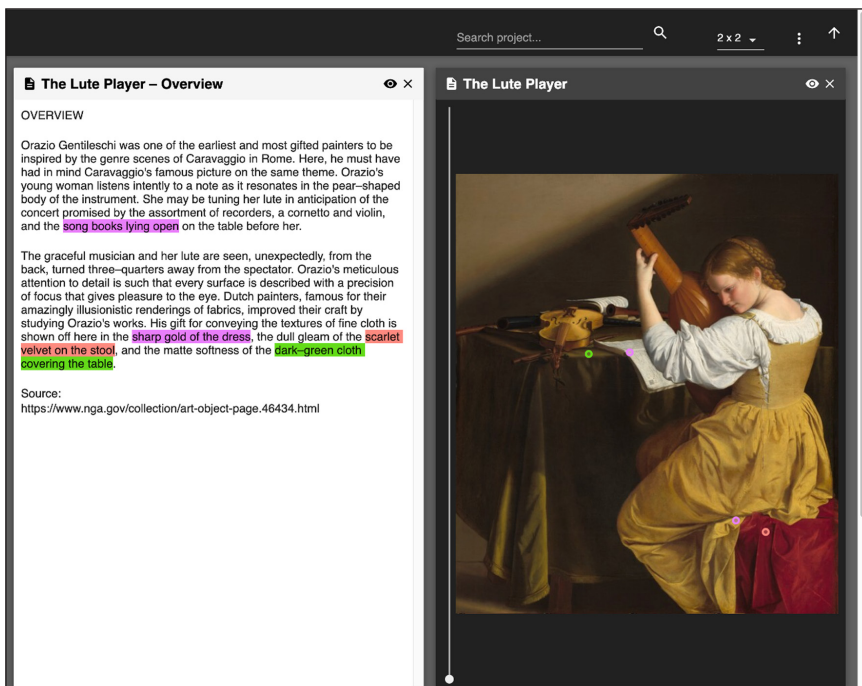 Search project...
2 x 2
The Lute Player – Overview
The Lute Player
OVERVIEW
Orazio Gentileschi was one of the earliest and most gifted painters to be
inspired by the genre scenes of Caravaggio in Rome. Here, he must have
had in mind Caravaggio's famous picture on the same theme. Orazio's
young woman listens intently to a note as it resonates in the pear–shaped
body of the instrument. She may be tuning her lute in anticipation of the
concert promised by the assortment of recorders, a cornetto and violin,
and the song books lying open on the table before her.
The graceful musician and her lute are seen, unexpectedly, from the
back, turned three–quarters away from the spectator. Orazio's meticulous
attention to detail is such that every surface is described with a precision
of focus that gives pleasure to the eye. Dutch painters, famous for their
amazingly illusionistic renderings of fabrics, improved their craft by
studying Orazio's works. His gift for conveying the textures of fine cloth is
shown off here in the sharp gold of the dress, the dull gleam of the scarlet
velvet on the stool, and the matte softness of the dark–green cloth
covering the table.
Source:
https://www.nga.gov/collection/art-object-page.46434.html